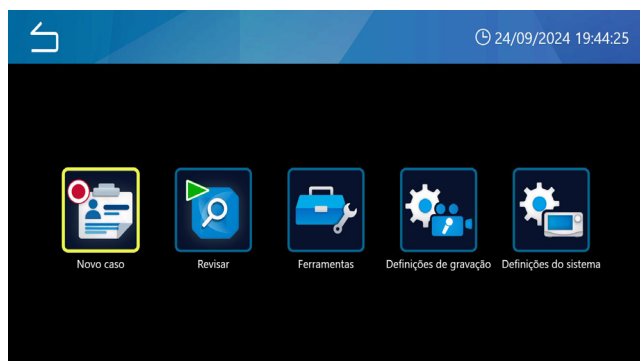 24/09/2024 19:44:25
Novo caso
Revisar
Ferramentas
Definições de gravação
Definições do sistema